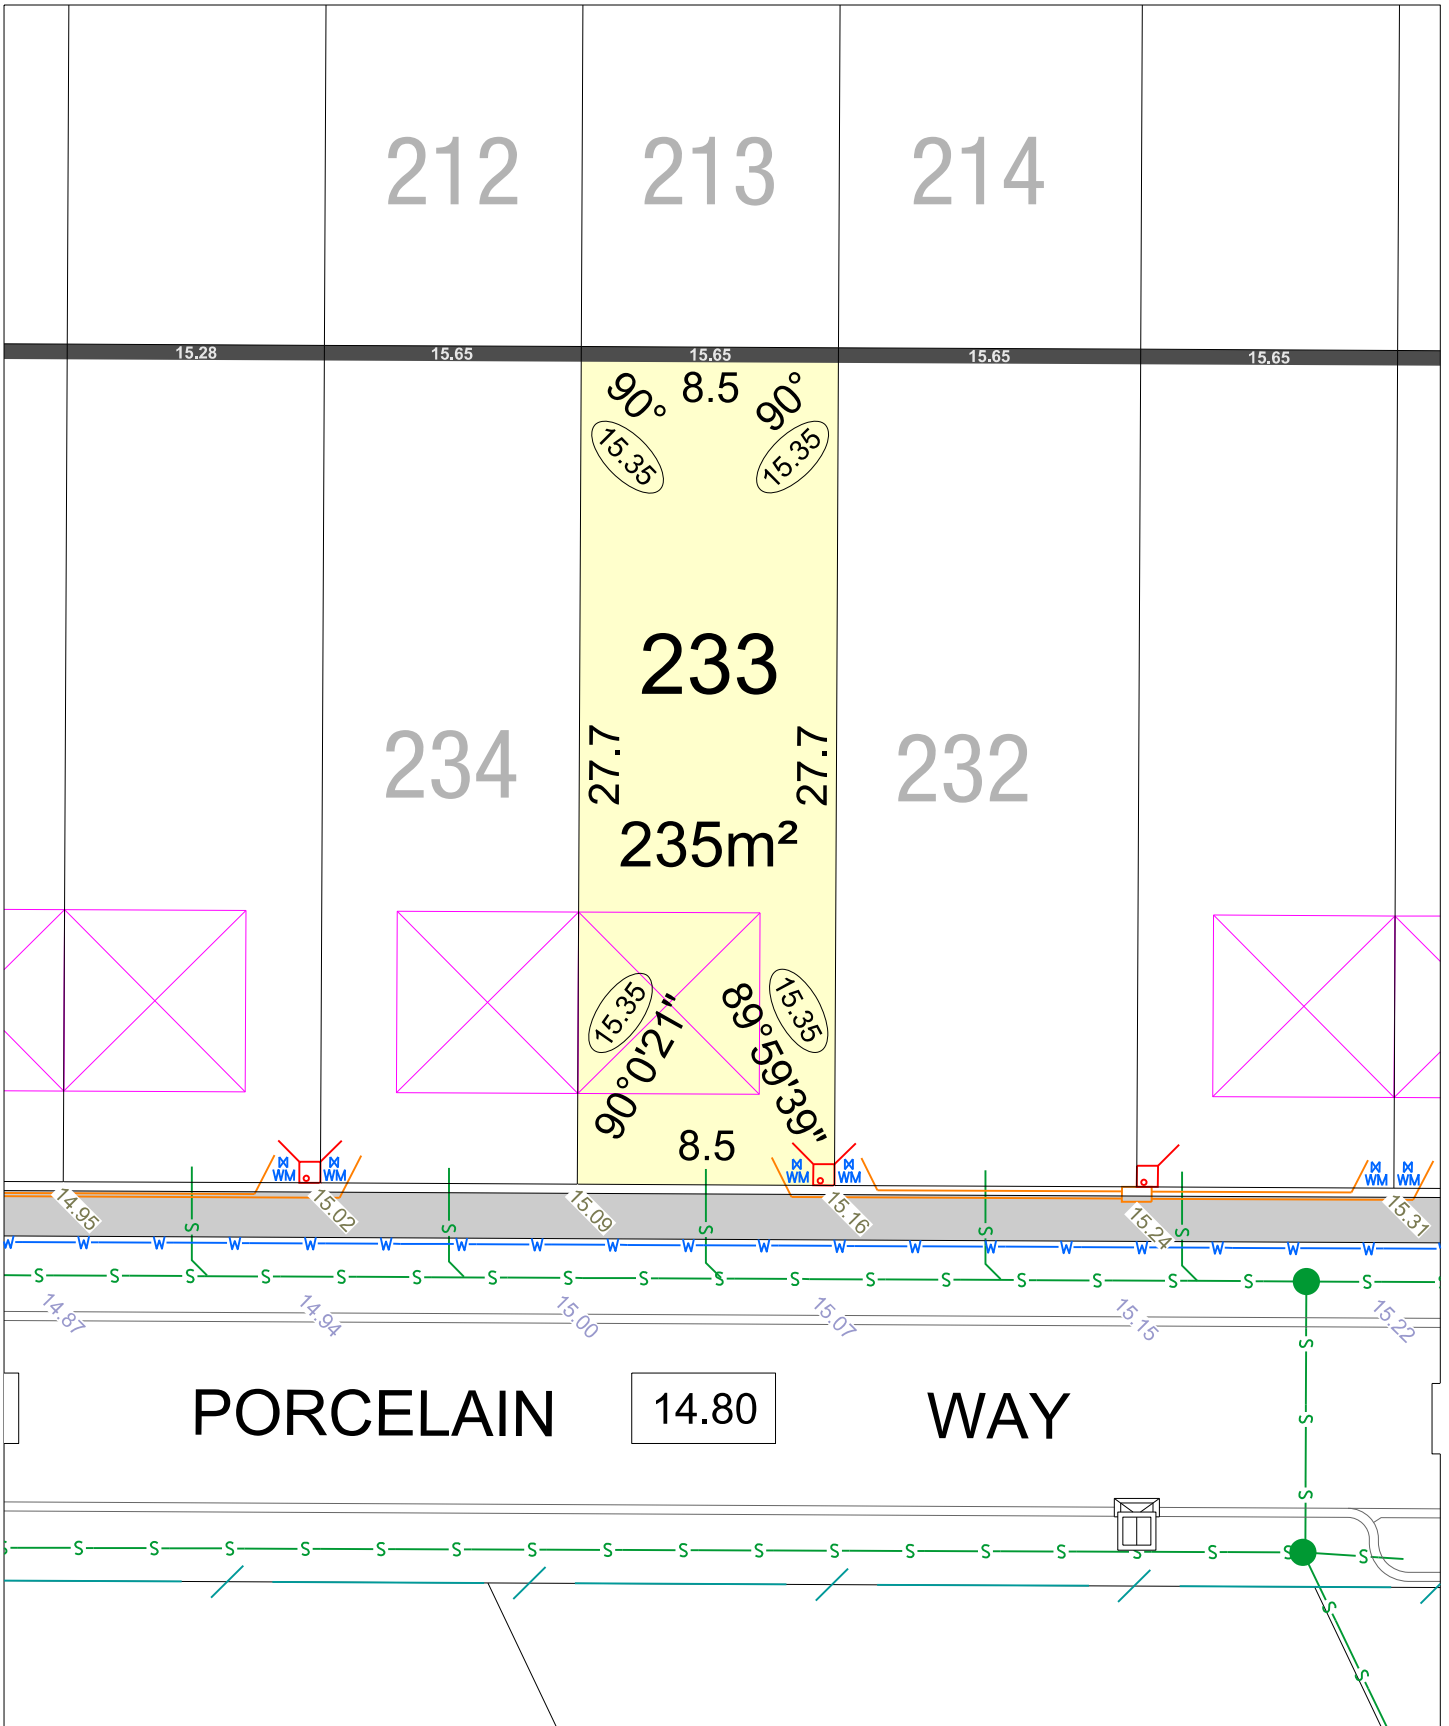 212 213 214
15.28 15.65 15.65 15.65 15.65
90° 8.5 90°
15.35 15.35
233
234 27.7 27.7 232
235m²
15.35 15.35
90°0'21" 89°59'39"
8.5
WM WM WM WM WM WM
14.95 15.02 15.09 15.16 15.24 15.31
S S S S S
W W W W W W W W W W W W W W W W W W W
S S S S S S S S S S S S S S S S S S
14.87 14.94 15.00 15.07 15.15 15.22
S
PORCELAIN 14.80 WAY
S
S
S S S S S S S S S S S S S S S S S S S
S
S